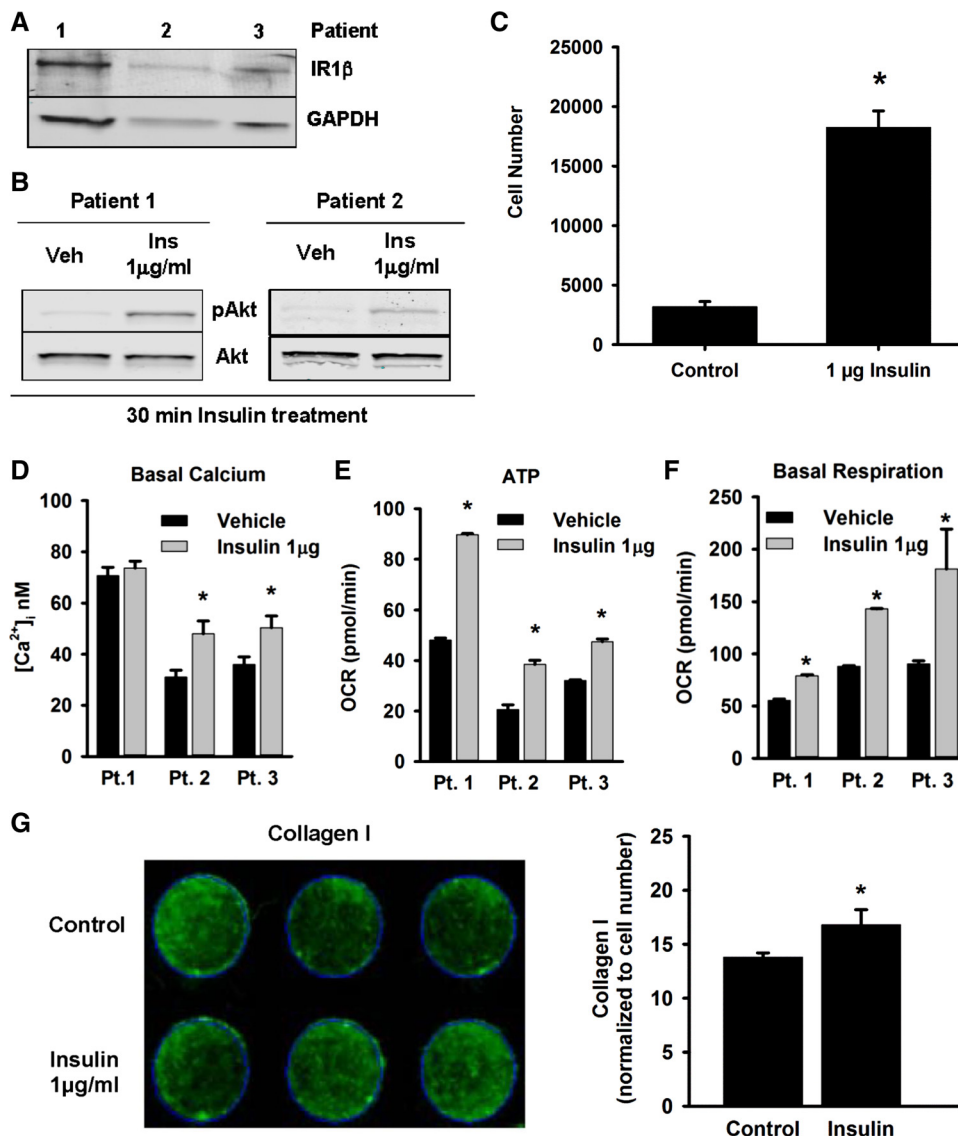 A
1 2 3 Patient
IR1β
GAPDH
B
Patient 1 Patient 2
Veh Ins
1µg/ml
Veh Ins
1µg/ml
pAkt
Akt
30 min Insulin treatment
C
Cell Number
25000
20000
15000
10000
5000
0
Control 1 µg Insulin
*
D
Basal Calcium
Vehicle
Insulin 1µg
[Ca²⁺]ᵢ nM
100
80
60
40
20
0
* *
Pt.1 Pt. 2 Pt. 3
E
ATP
Vehicle
Insulin 1µg
OCR (pmol/min)
100
80
60
40
20
0
* * *
Pt. 1 Pt. 2 Pt. 3
F
Basal Respiration
Vehicle
Insulin 1µg
OCR (pmol/min)
250
200
150
100
50
0
* * *
Pt. 1 Pt. 2 Pt. 3
G
Collagen I
Control
Insulin
1µg/ml
Collagen I
(normalized to cell number)
25
20
15
10
5
0
*
Control Insulin